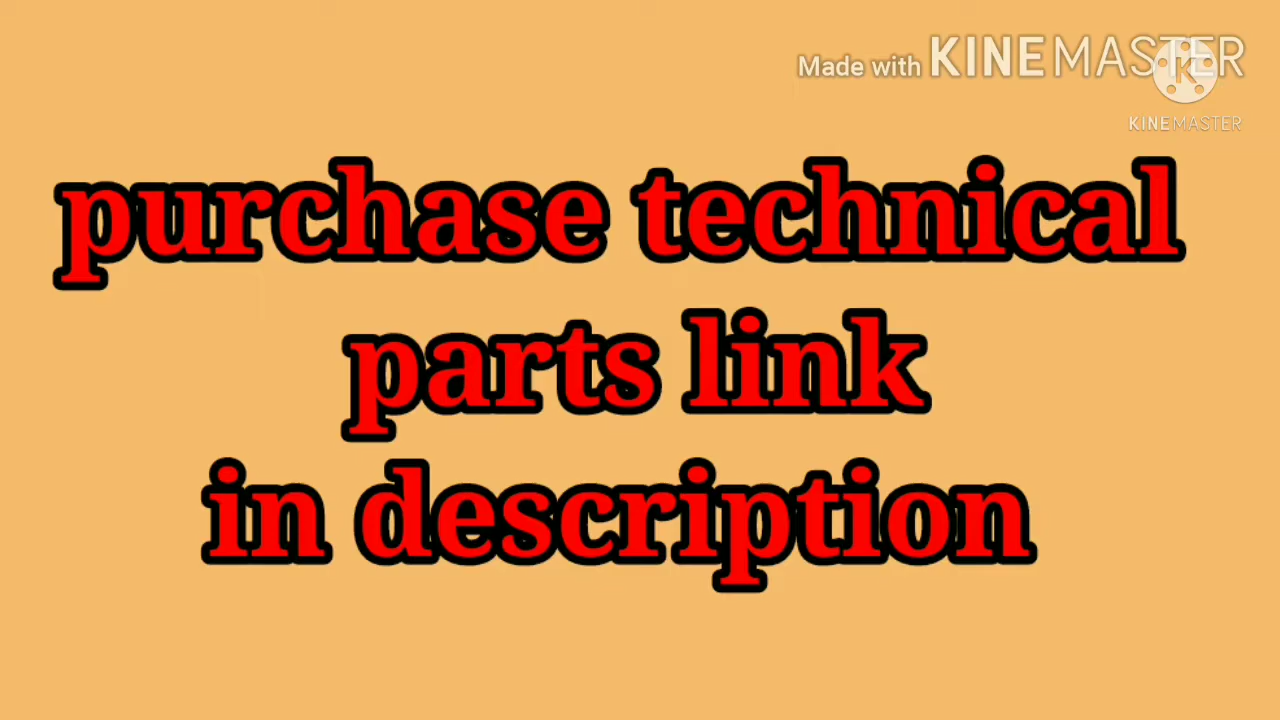 Made with KINEMASTER
K
KINEMASTER
purchase technical
parts link
in description